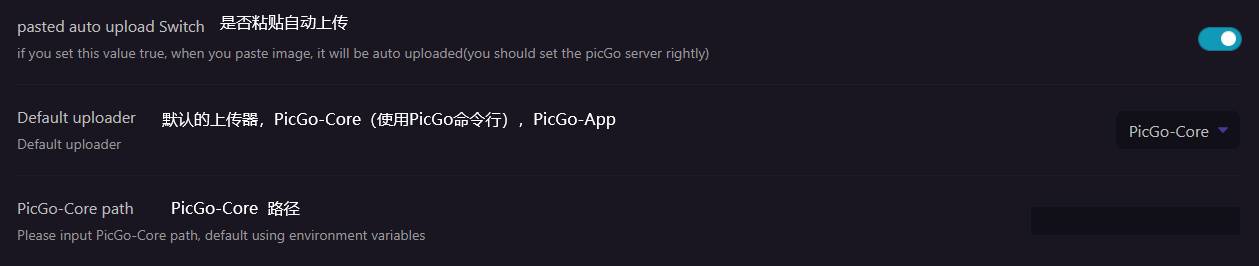 pasted auto upload Switch 是否粘贴自动上传
if you set this value true, when you paste image, it will be auto uploaded(you should set the picGo server rightly)
Default uploader 默认的上传器，PicGo-Core（使用PicGo命令行），PicGo-App
Default uploader
PicGo-Core
PicGo-Core path PicGo-Core 路径
Please input PicGo-Core path, default using environment variables